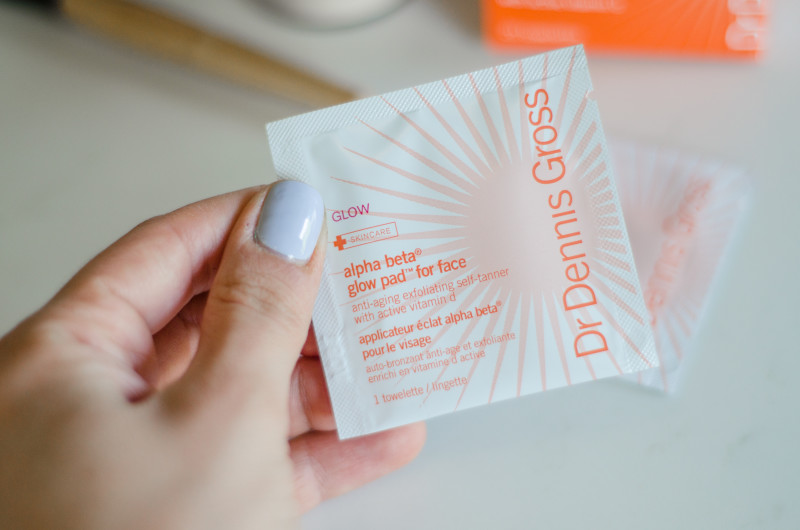 GLOW
SKINCARE
alpha beta®
glow pad™ for face
anti-aging exfoliating self-tanner
with active vitamin d
applicateur éclat alpha beta®
pour le visage
auto-bronzant anti-âge et exfoliante
enrichi en vitamine d active
1 towelette / lingette
Dr Dennis Gross